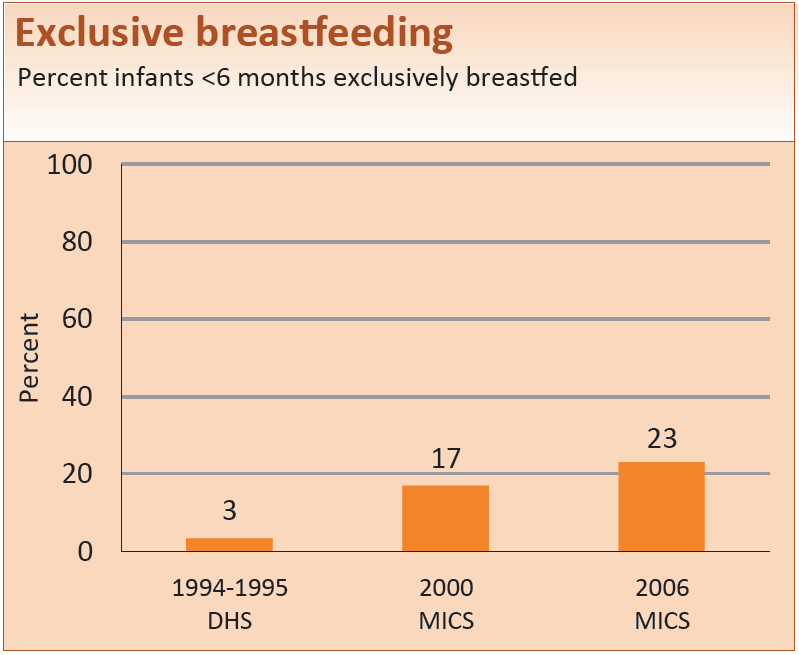 Exclusive breastfeeding
Percent infants <6 months exclusively breastfed
Percent
100
80
60
40
20
0
3
17
23
1994-1995
DHS
2000
MICS
2006
MICS